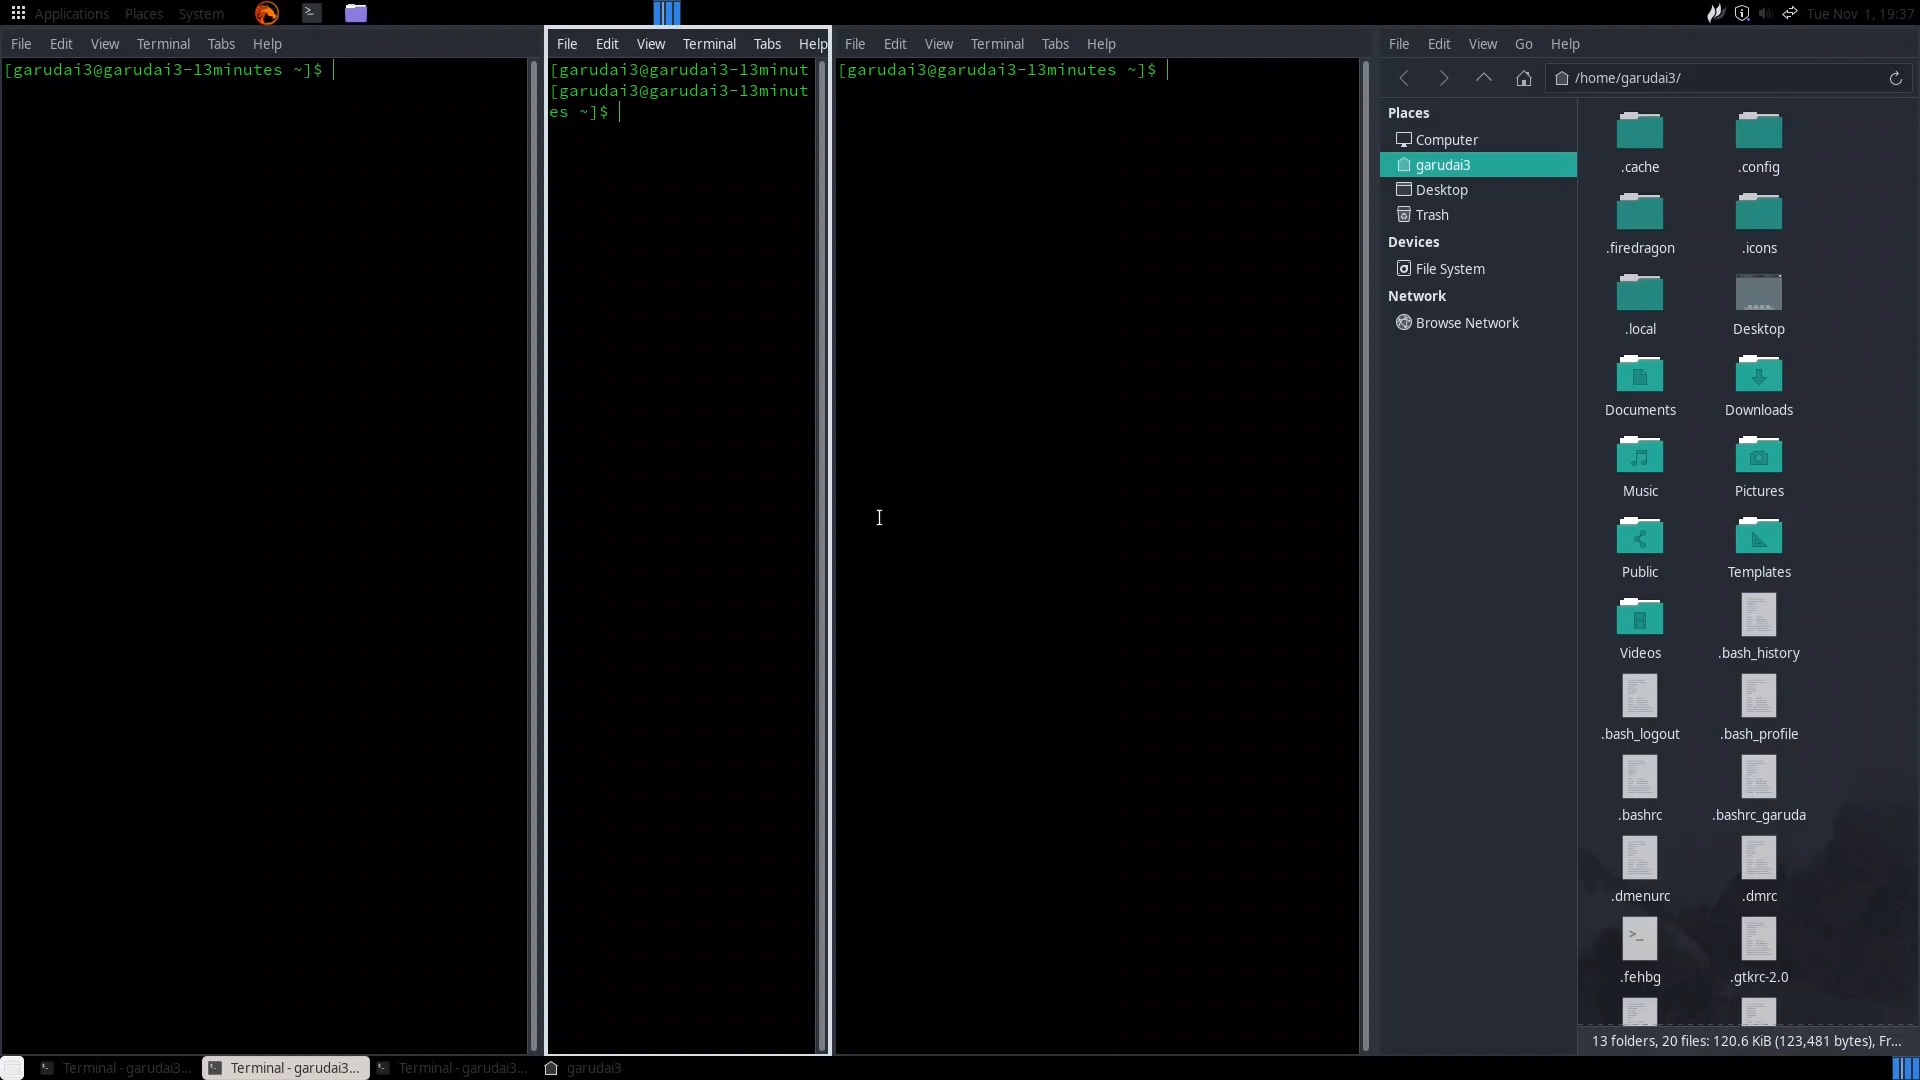 Applications Places System
Tue Nov 1, 19:37
File Edit View Terminal Tabs Help
[garudai3@garudai3-13minutes ~]$
File Edit View Terminal Tabs Help
[garudai3@garudai3-13minut
[garudai3@garudai3-13minut
es ~]$
File Edit View Terminal Tabs Help
[garudai3@garudai3-13minutes ~]$
File Edit View Go Help
/home/garudai3/
Places
Computer
garudai3
Desktop
Trash
Devices
File System
Network
Browse Network
.cache .config
.firedragon .icons
.local Desktop
Documents Downloads
Music Pictures
Public Templates
Videos .bash_history
.bash_logout .bash_profile
.bashrc .bashrc_garuda
.dmenurc .dmrc
.fehbg .gtkrc-2.0
13 folders, 20 files: 120.6 KiB (123,481 bytes), Fr...
Terminal - garudai3... Terminal - garudai3... Terminal - garudai3... garudai3